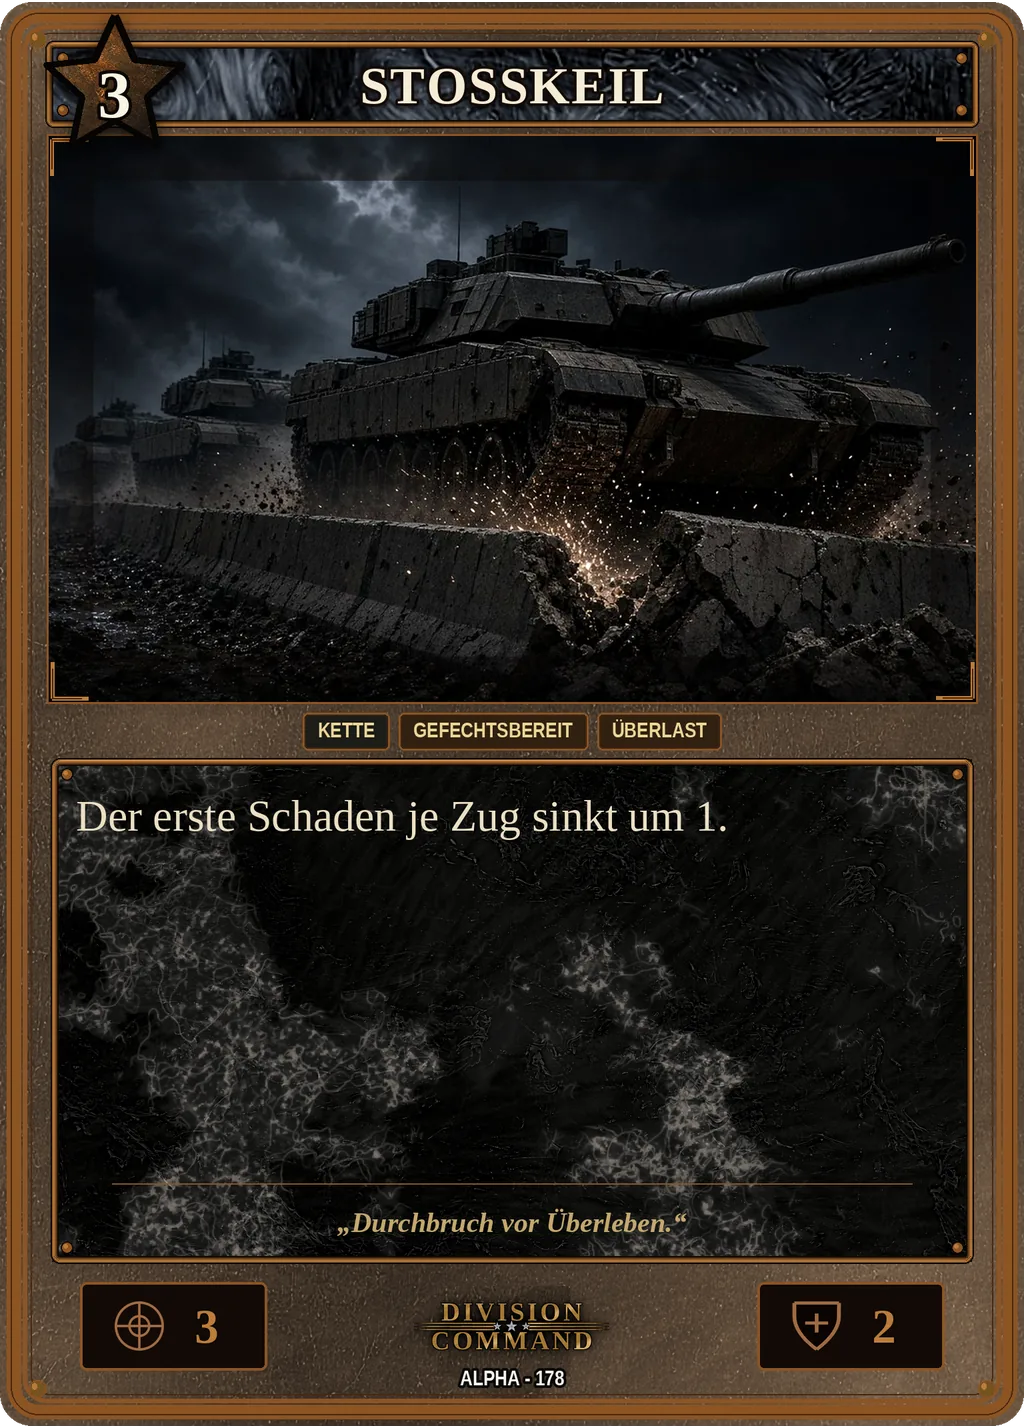 3
STOSSKEIL
KETTE
GEFECHTSBEREIT
ÜBERLAST
Der erste Schaden je Zug sinkt um 1.
„Durchbruch vor Überleben.“
3
DIVISION
COMMAND
2
ALPHA - 178